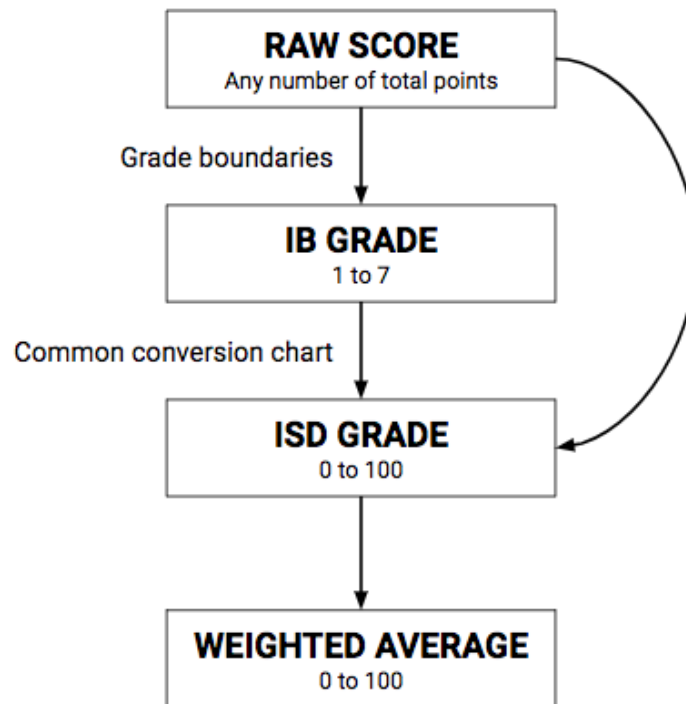 RAW SCORE
Any number of total points
Grade boundaries
IB GRADE
1 to 7
Common conversion chart
ISD GRADE
0 to 100
WEIGHTED AVERAGE
0 to 100